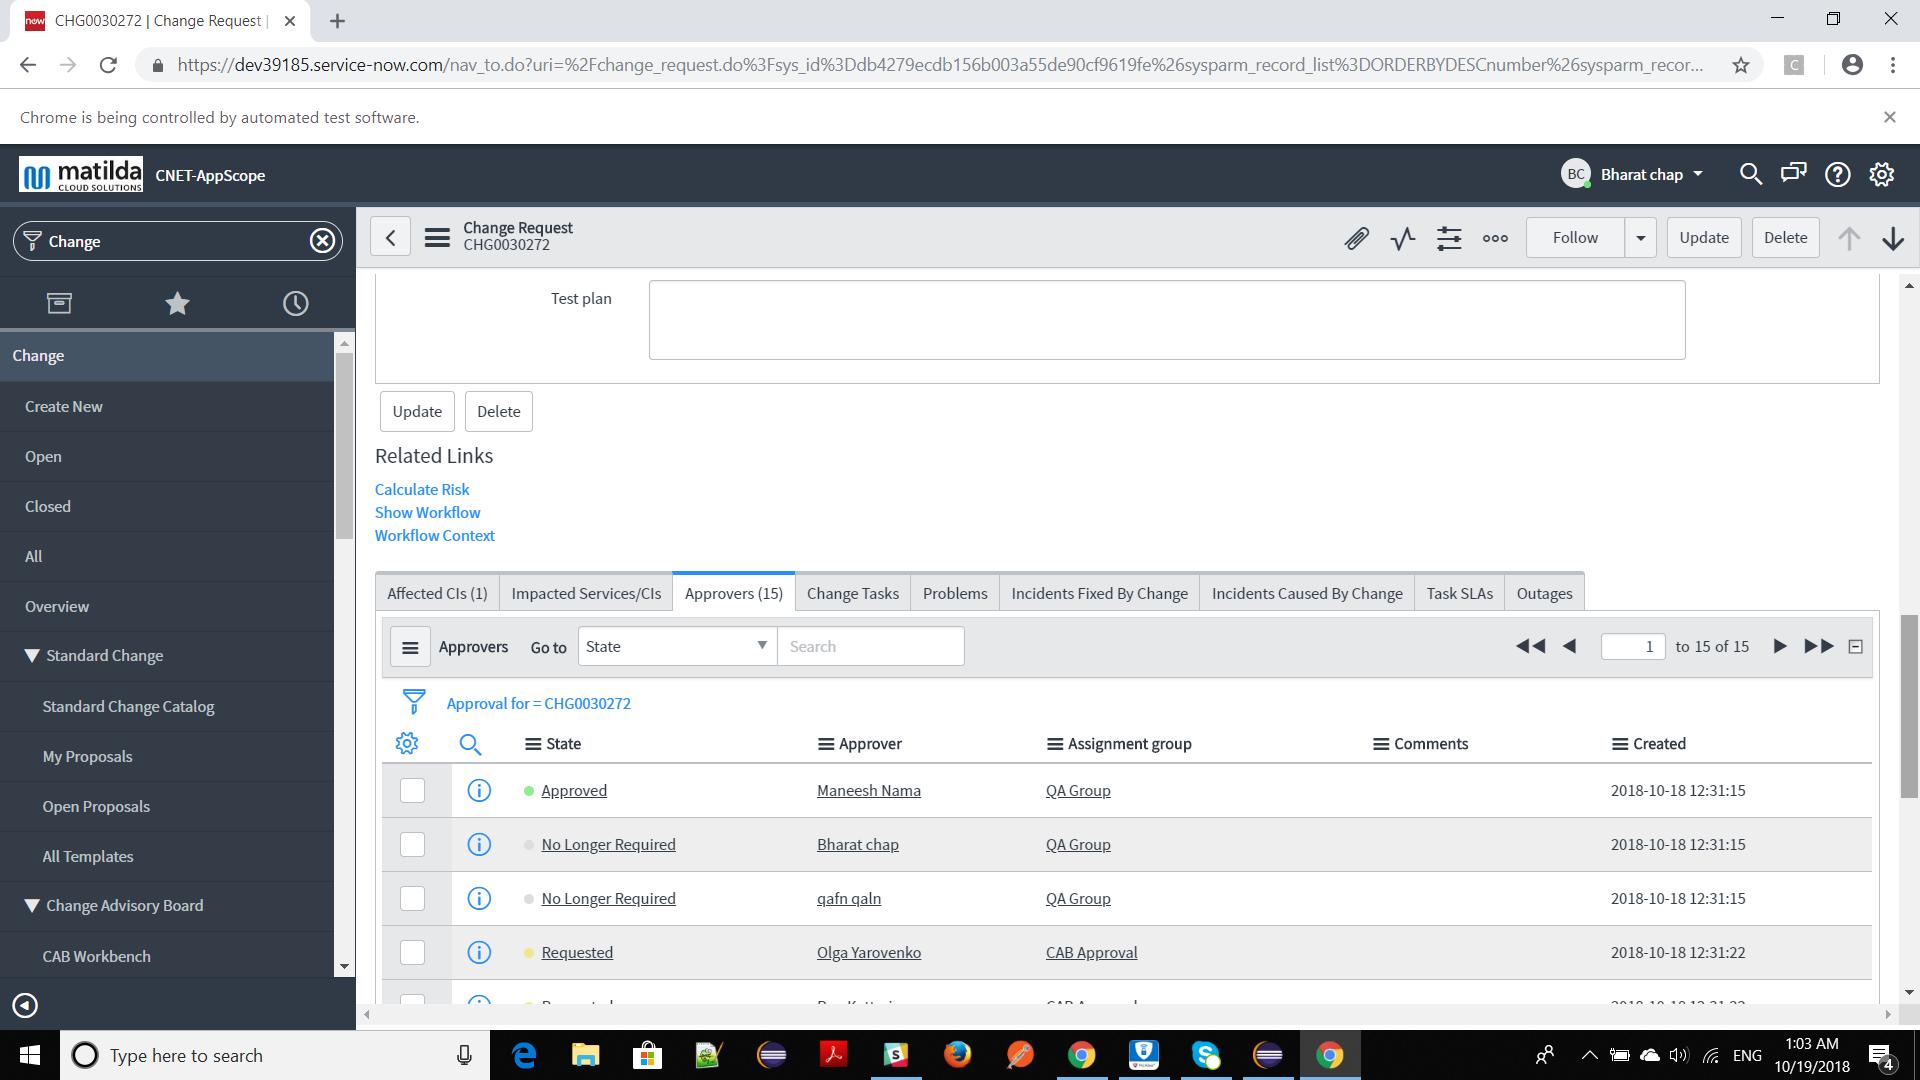 now CHG0030272 | Change Request |
https://dev39185.service-now.com/nav_to.do?uri=%2Fchange_request.do%3Fsys_id%3Ddb4279ecdb156b003a55de90cf9619fe%26sysparm_record_list%3DORDERBYDESCnumber%26sysparm_recor...
Chrome is being controlled by automated test software.
matilda CLOUD SOLUTIONS CNET-AppScope
BC Bharat chap
Change
Change
Create New
Open
Closed
All
Overview
Standard Change
Standard Change Catalog
My Proposals
Open Proposals
All Templates
Change Advisory Board
CAB Workbench
Change Request
CHG0030272
Follow Update Delete
Test plan
Update Delete
Related Links
Calculate Risk
Show Workflow
Workflow Context
Affected CIs (1) Impacted Services/CIs Approvers (15) Change Tasks Problems Incidents Fixed By Change Incidents Caused By Change Task SLAs Outages
Approvers Go to State Search 1 to 15 of 15
Approval for = CHG0030272
State Approver Assignment group Comments Created
Approved Maneesh Nama QA Group 2018-10-18 12:31:15
No Longer Required Bharat chap QA Group 2018-10-18 12:31:15
No Longer Required qafn qaln QA Group 2018-10-18 12:31:15
Requested Olga Yarovenko CAB Approval 2018-10-18 12:31:22
Type here to search
ENG
1:03 AM
10/19/2018
4